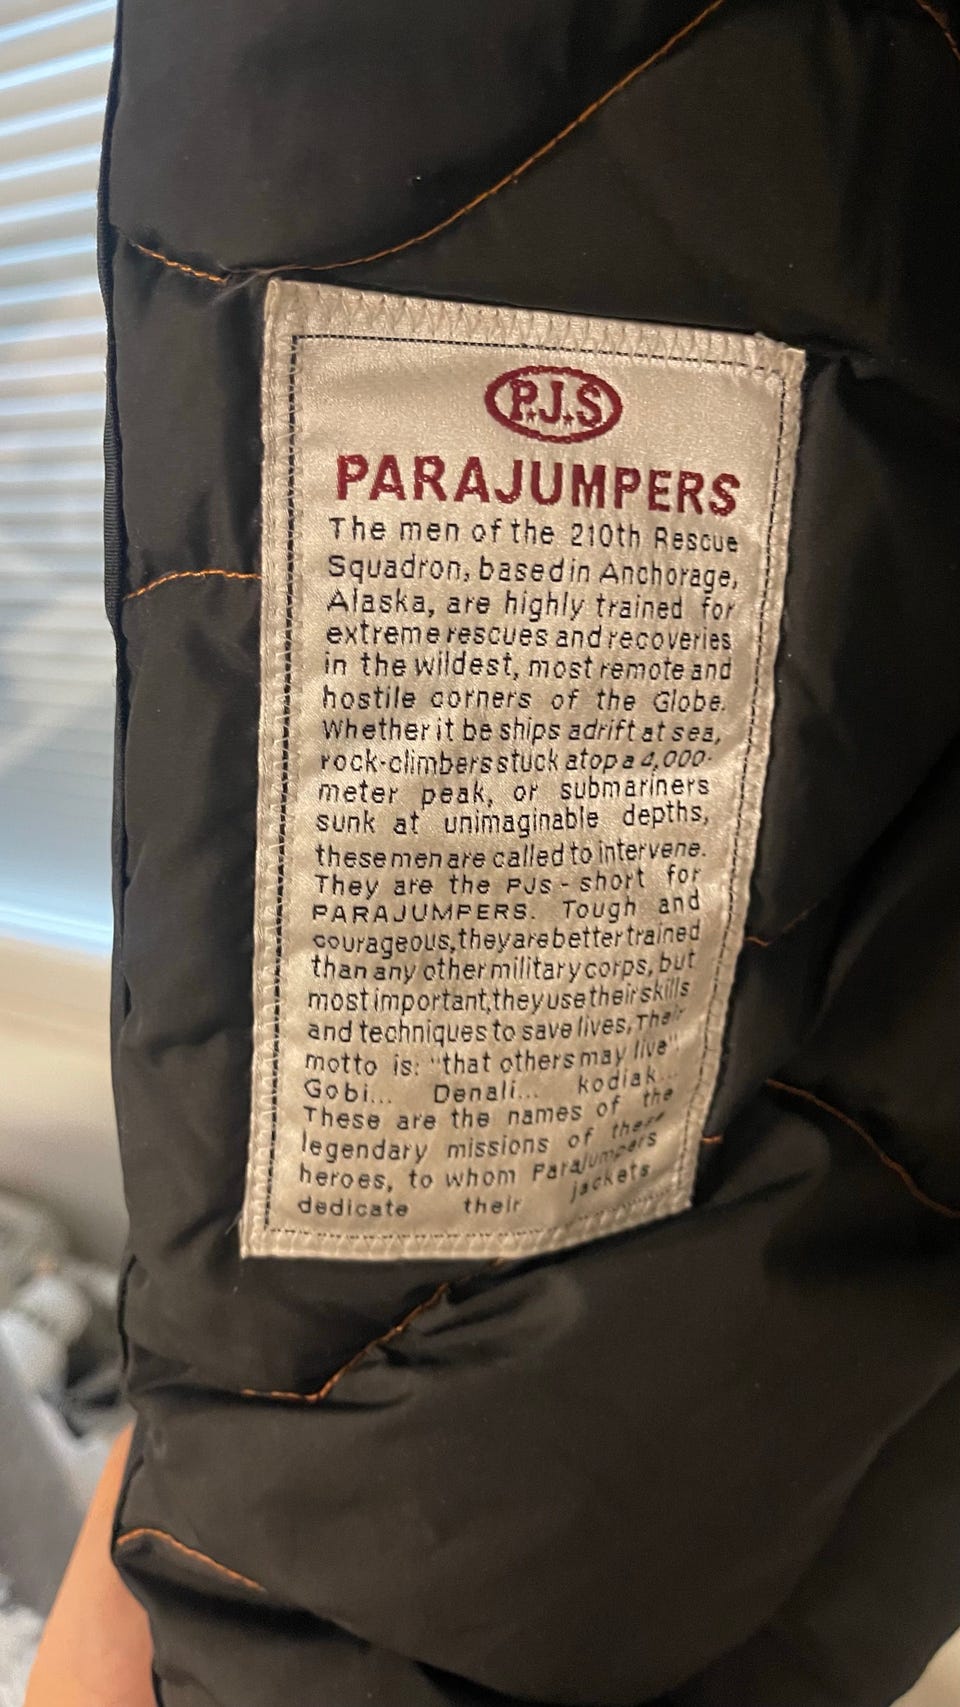 P.J.S
PARAJUMPERS
The men of the 210th Rescue
Squadron, based in Anchorage,
Alaska, are highly trained for
extreme rescues and recoveries
in the wildest, most remote and
hostile corners of the Globe.
Whether it be ships adrift at sea,
rock-climbers stuck atop a 4,000-
meter peak, or submariners
sunk at unimaginable depths,
these men are called to intervene.
They are the PJs - short for
PARAJUMPERS. Tough and
courageous, they are better trained
than any other military corps, but
most important, they use their skills
and techniques to save lives, Their
motto is: "that others may live".
Gobi... Denali... kodiak...
These are the names of the
legendary missions of these
heroes, to whom Parajumpers
dedicate their jackets